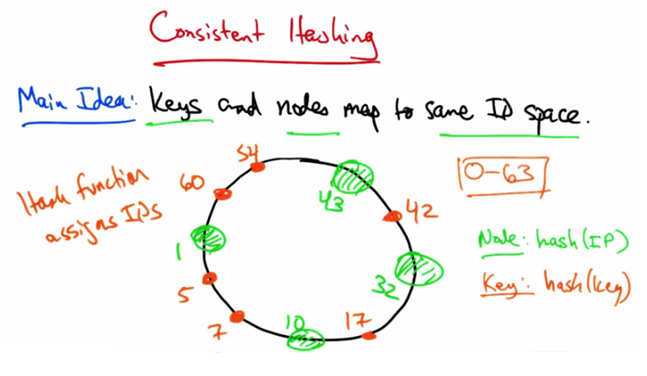 Consistent Hashing
Main Idea: Keys and nodes map to same ID space.
Hash function
assigns IDs
54
60
43
42
0-63
1
32
5
7
10
17
Node: hash(IP)
Key: hash(key)